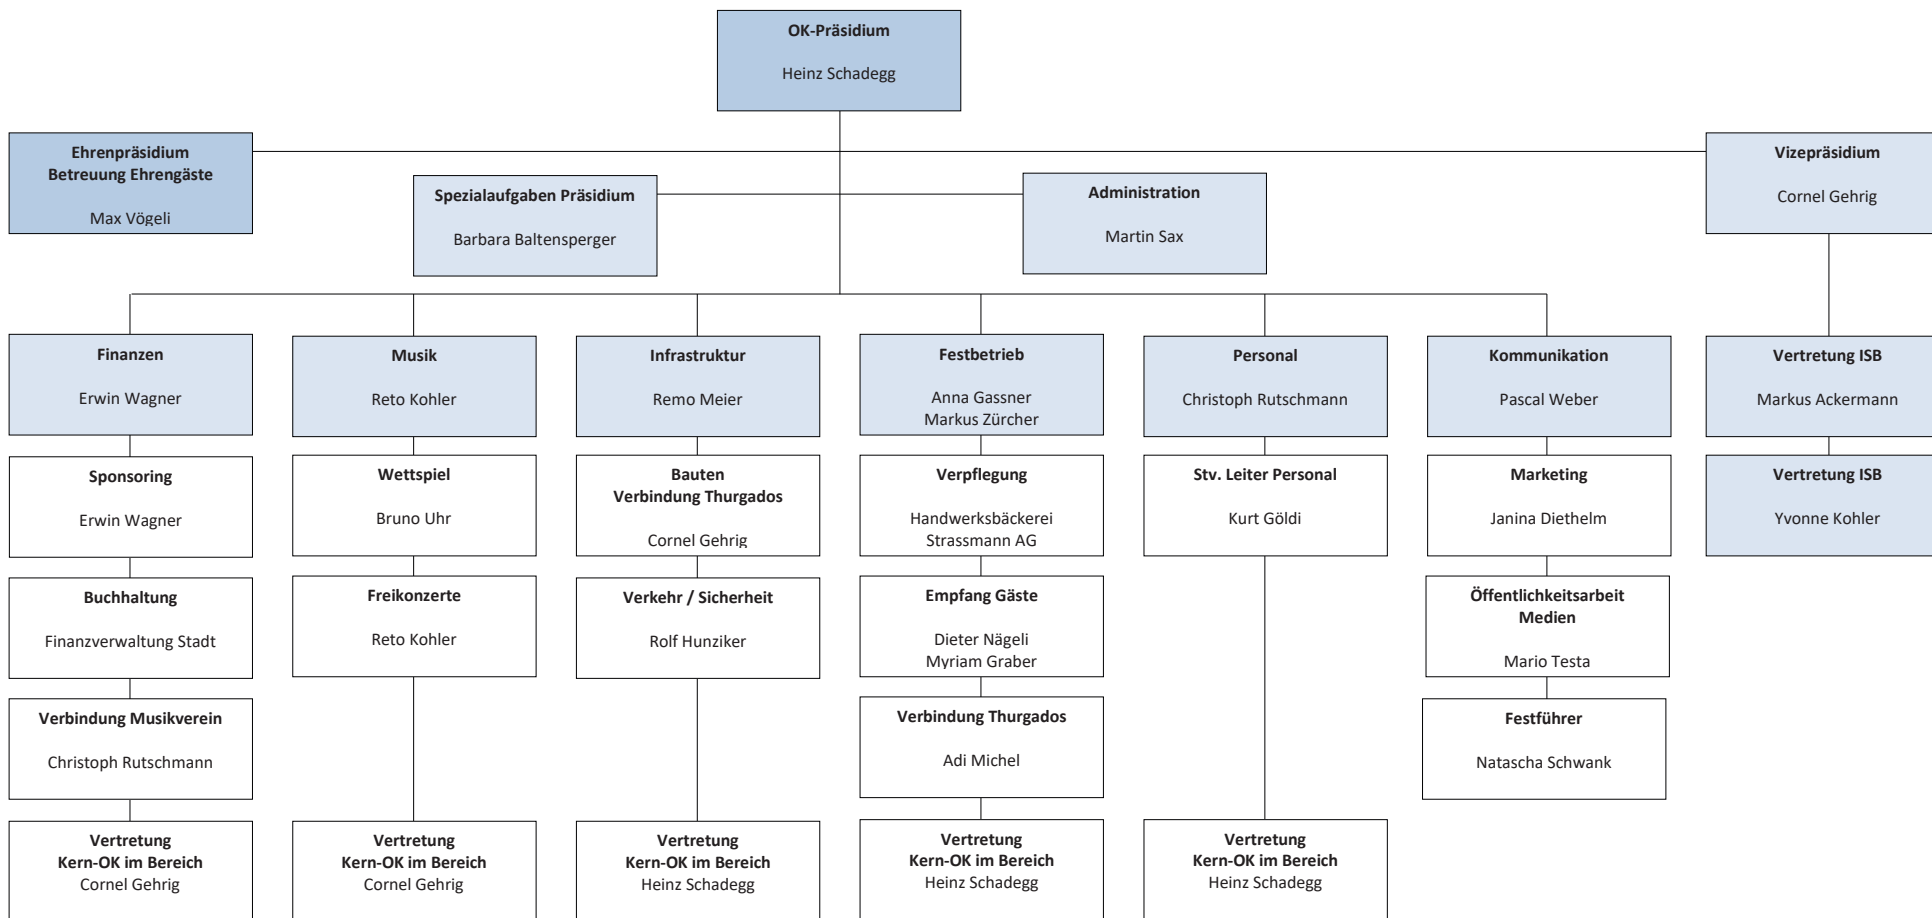 OK-Präsidium
Heinz Schadegg
Ehrenpräsidium
Betreuung Ehrengäste
Max Vögeli
Vizepräsidium
Cornel Gehrig
Spezialaufgaben Präsidium
Barbara Baltensperger
Administration
Martin Sax
Finanzen
Erwin Wagner
Sponsoring
Erwin Wagner
Buchhaltung
Finanzverwaltung Stadt
Verbindung Musikverein
Christoph Rutschmann
Vertretung
Kern-OK im Bereich
Cornel Gehrig
Musik
Reto Kohler
Wettspiel
Bruno Uhr
Freikonzerte
Reto Kohler
Vertretung
Kern-OK im Bereich
Cornel Gehrig
Infrastruktur
Remo Meier
Bauten
Verbindung Thurgados
Cornel Gehrig
Verkehr / Sicherheit
Rolf Hunziker
Vertretung
Kern-OK im Bereich
Heinz Schadegg
Festbetrieb
Anna Gassner
Markus Zürcher
Verpflegung
Handwerksbäckerei
Strassmann AG
Empfang Gäste
Dieter Nägeli
Myriam Graber
Verbindung Thurgados
Adi Michel
Vertretung
Kern-OK im Bereich
Heinz Schadegg
Personal
Christoph Rutschmann
Stv. Leiter Personal
Kurt Göldi
Vertretung
Kern-OK im Bereich
Heinz Schadegg
Kommunikation
Pascal Weber
Marketing
Janina Diethelm
Öffentlichkeitsarbeit
Medien
Mario Testa
Festführer
Natascha Schwank
Vertretung ISB
Markus Ackermann
Vertretung ISB
Yvonne Kohler